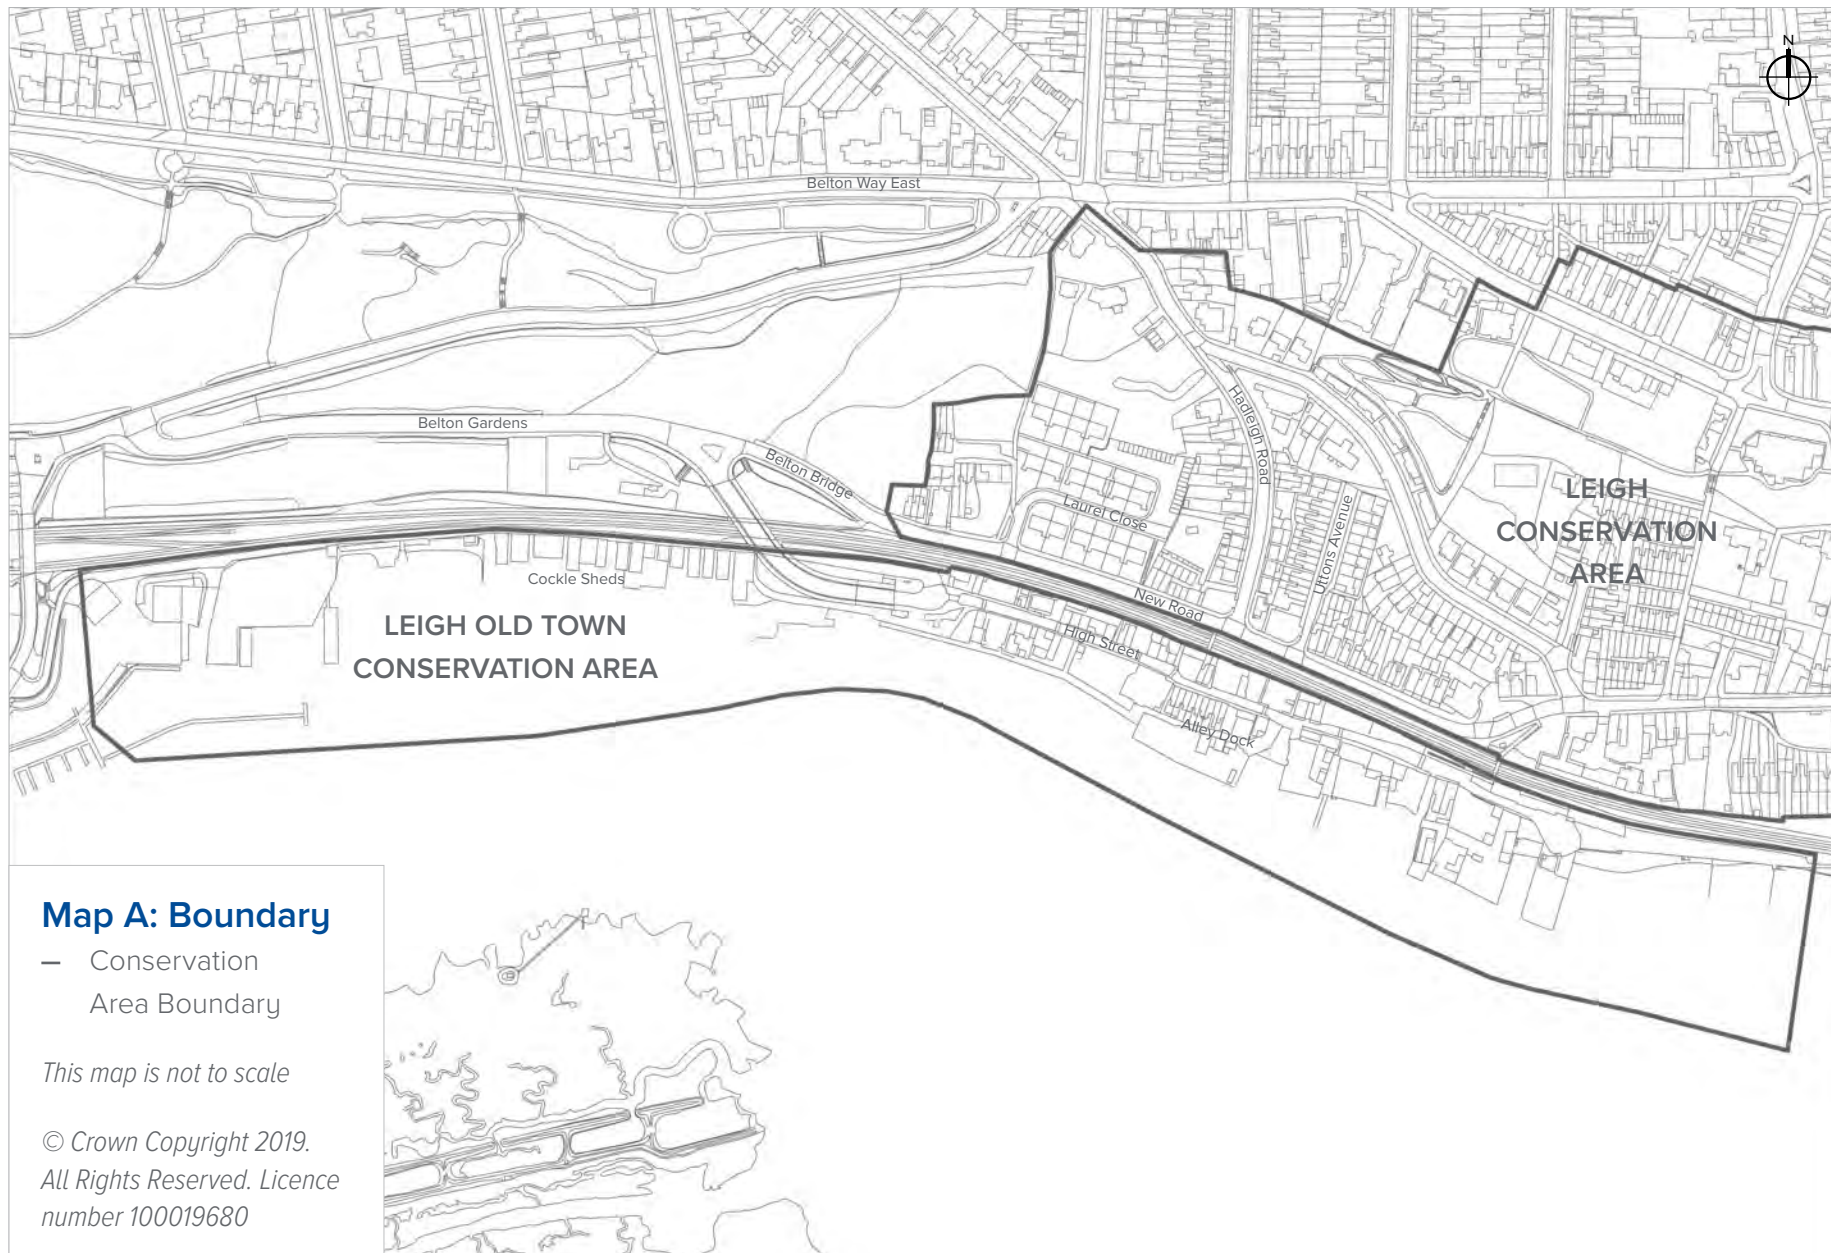 N
Belton Way East
Hadleigh Road
Belton Gardens
Belton Bridge
Laurel Close
Uttons Avenue
LEIGH
CONSERVATION
AREA
Cockle Sheds
LEIGH OLD TOWN
CONSERVATION AREA
New Road
High Street
Alley Dock
Map A: Boundary
– Conservation
Area Boundary
This map is not to scale
© Crown Copyright 2019.
All Rights Reserved. Licence
number 100019680